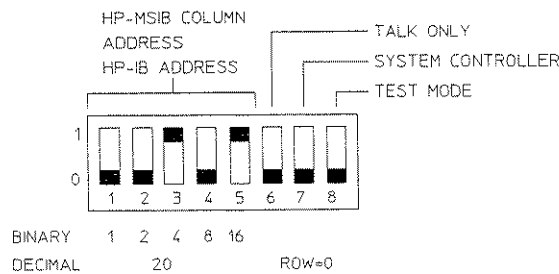 HP-MSIB COLUMN
ADDRESS
HP-IB ADDRESS
TALK ONLY
SYSTEM CONTROLLER
TEST MODE
1
0
1 2 3 4 5 6 7 8
BINARY 1 2 4 8 16
DECIMAL 20 ROW=0